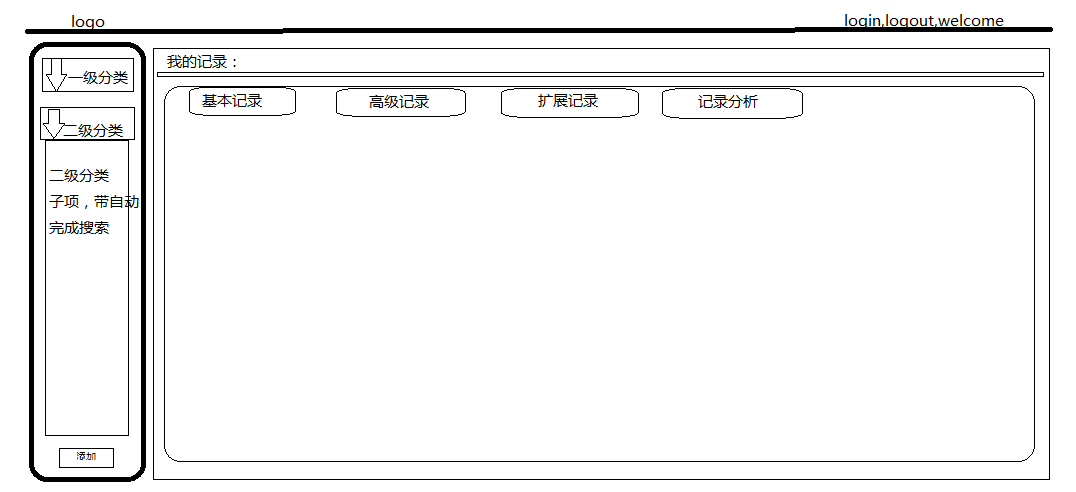 logo
login,logout,welcome
一级分类
二级分类
二级分类
子项，带自动
完成搜索
添加
我的记录：
基本记录
高级记录
扩展记录
记录分析